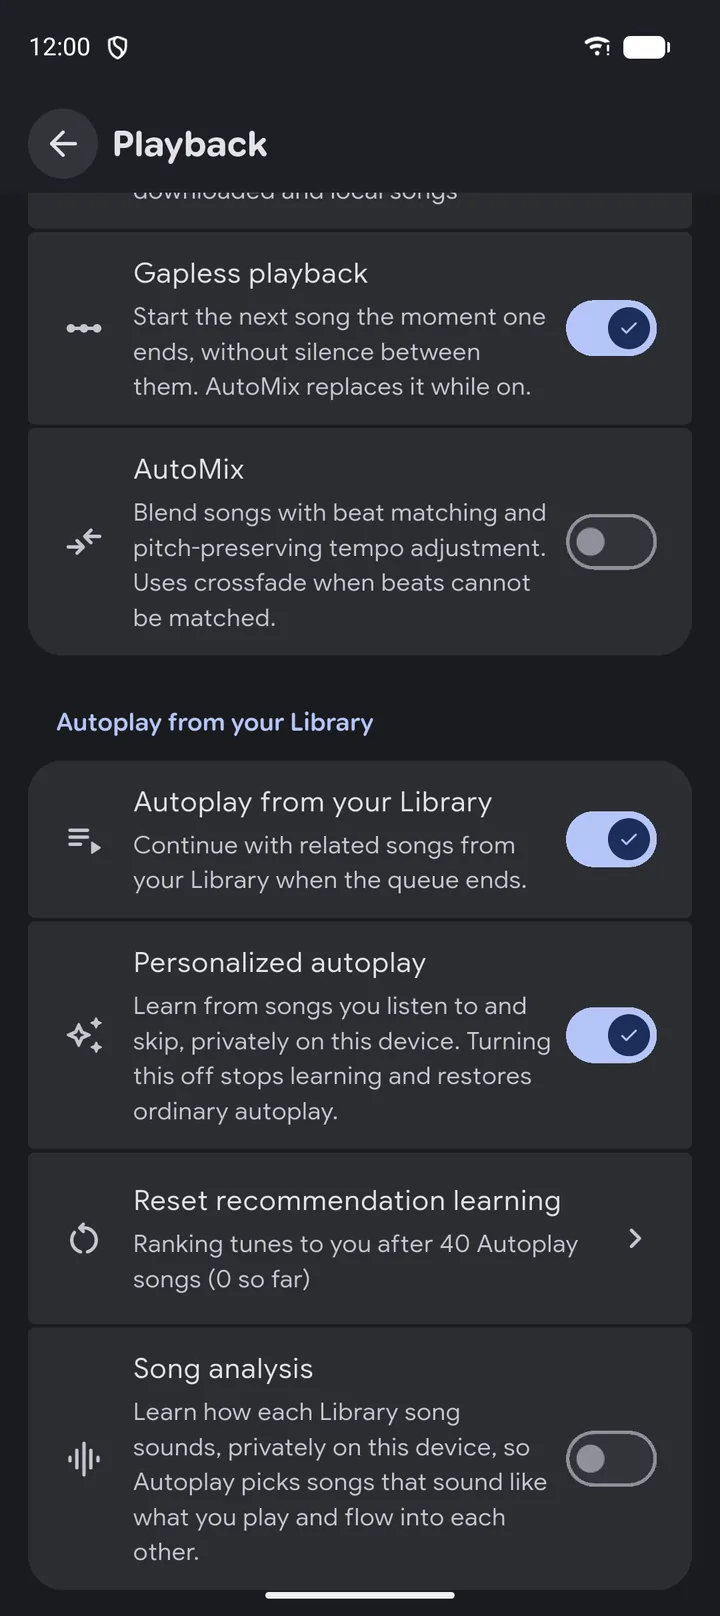 12:00
Playback
downloaded and local songs
Gapless playback
Start the next song the moment one
ends, without silence between
them. AutoMix replaces it while on.
AutoMix
Blend songs with beat matching and
pitch-preserving tempo adjustment.
Uses crossfade when beats cannot
be matched.
Autoplay from your Library
Autoplay from your Library
Continue with related songs from
your Library when the queue ends.
Personalized autoplay
Learn from songs you listen to and
skip, privately on this device. Turning
this off stops learning and restores
ordinary autoplay.
Reset recommendation learning
Ranking tunes to you after 40 Autoplay
songs (0 so far)
Song analysis
Learn how each Library song
sounds, privately on this device, so
Autoplay picks songs that sound like
what you play and flow into each
other.